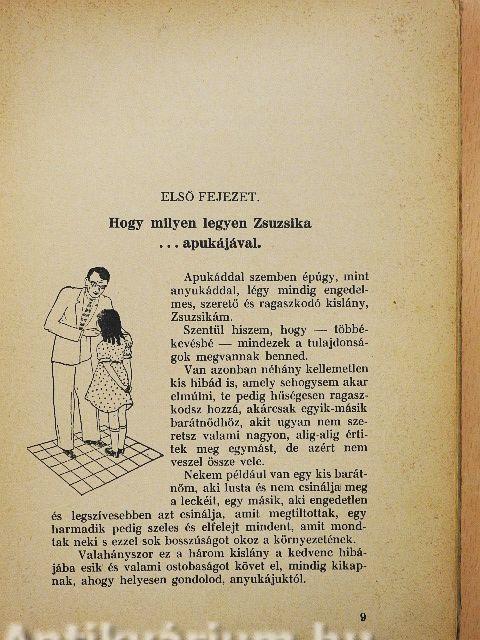 ELSŐ FEJEZET.
Hogy milyen legyen Zsuzsika
... apukájával.
Apukáddal szemben épúgy, mint
anyukáddal, légy mindig engedel-
mes, szerető és ragaszkodó kislány,
Zsuzsikám.
Szentül hiszem, hogy — többé-
kevésbé — mindezek a tulajdonsá-
gok megvannak benned.
Van azonban néhány kellemetlen
kis hibád is, amely sehogysem akar
elmúlni, te pedig hűségesen ragasz-
kodsz hozzá, akárcsak egyik-másik
barátnődhöz, akit ugyan nem sze-
retsz valami nagyon, alig-alig érti-
tek meg egymást, de azért nem
veszel össze vele.
Nekem például van egy kis barát-
nőm, aki lusta és nem csinálja meg
a leckéit, egy másik, aki engedetlen
és legszívesebben azt csinálja, amit megtiltottak, egy
harmadik pedig szeles és elfelejt mindent, amit mond-
tak neki s ezzel sok bosszúságot okoz a környezetének.
Valahányszor ez a három kislány a kedvenc hibá-
jába esik és valami ostobaságot követ el, mindig kikap-
nak, ahogy helyesen gondolod, anyukájuktól.
9
Antikvárium.hu